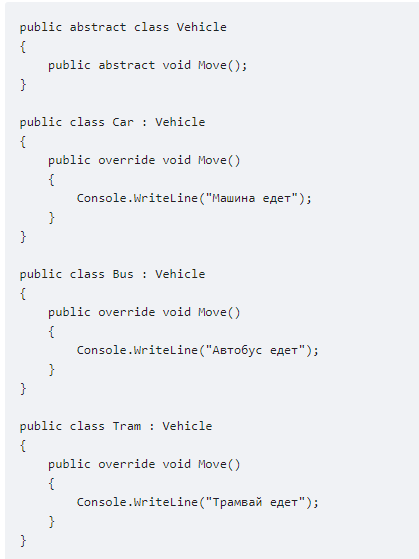 public abstract class Vehicle
{
    public abstract void Move();
}

public class Car : Vehicle
{
    public override void Move()
    {
        Console.WriteLine("Машина едет");
    }
}

public class Bus : Vehicle
{
    public override void Move()
    {
        Console.WriteLine("Автобус едет");
    }
}

public class Tram : Vehicle
{
    public override void Move()
    {
        Console.WriteLine("Трамвай едет");
    }
}